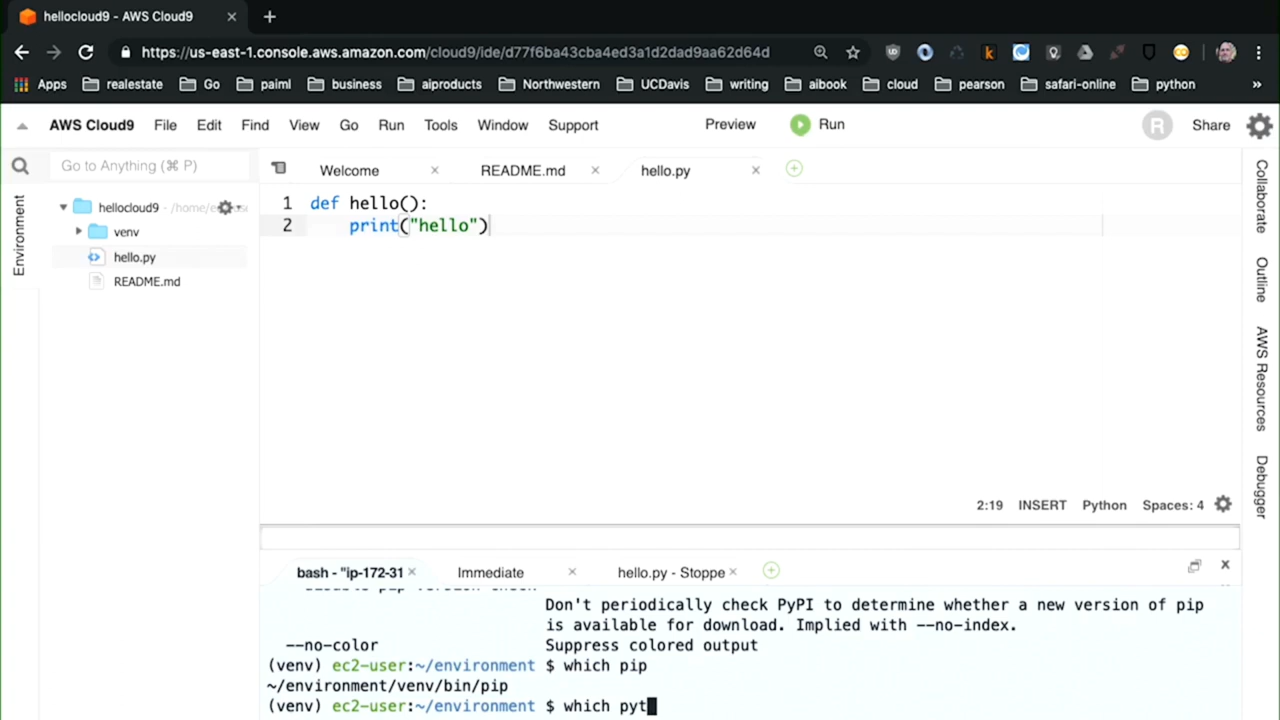 hellocloud9 - AWS Cloud9
https://us-east-1.console.aws.amazon.com/cloud9/ide/d77f6ba43cba4ed3a1d2dad9aa62d64d
Apps realestate Go paiml business aiproducts Northwestern UCDavis writing aibook cloud pearson safari-online python »
AWS Cloud9 File Edit Find View Go Run Tools Window Support Preview Run R Share
Go to Anything (⌘ P) Welcome README.md hello.py
hellocloud9 - /home/
venv
hello.py
README.md
1 def hello():
2 print("hello")
Environment
Collaborate
Outline
AWS Resources
Debugger
2:19 INSERT Python Spaces: 4
bash - "ip-172-31 Immediate hello.py - Stoppe
Don't periodically check PyPI to determine whether a new version of pip
is available for download. Implied with --no-index.
--no-color Suppress colored output
(venv) ec2-user:~/environment $ which pip
~/environment/venv/bin/pip
(venv) ec2-user:~/environment $ which pyt